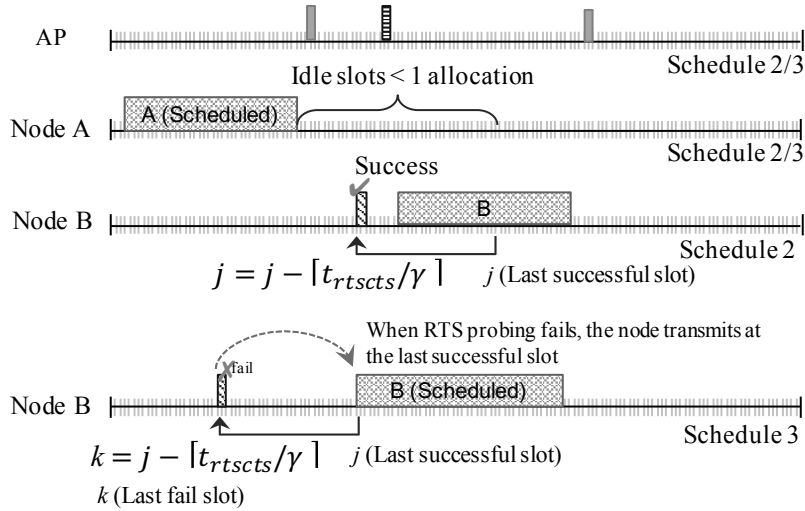 AP
Schedule 2/3
Idle slots < 1 allocation
A (Scheduled)
Node A
Schedule 2/3
Success
Node B
B
Schedule 2
j = j − ⌈t_rtscts/γ⌉
j (Last successful slot)
When RTS probing fails, the node transmits at
the last successful slot
fail
Node B
B (Scheduled)
Schedule 3
k = j − ⌈t_rtscts/γ⌉
j (Last successful slot)
k (Last fail slot)